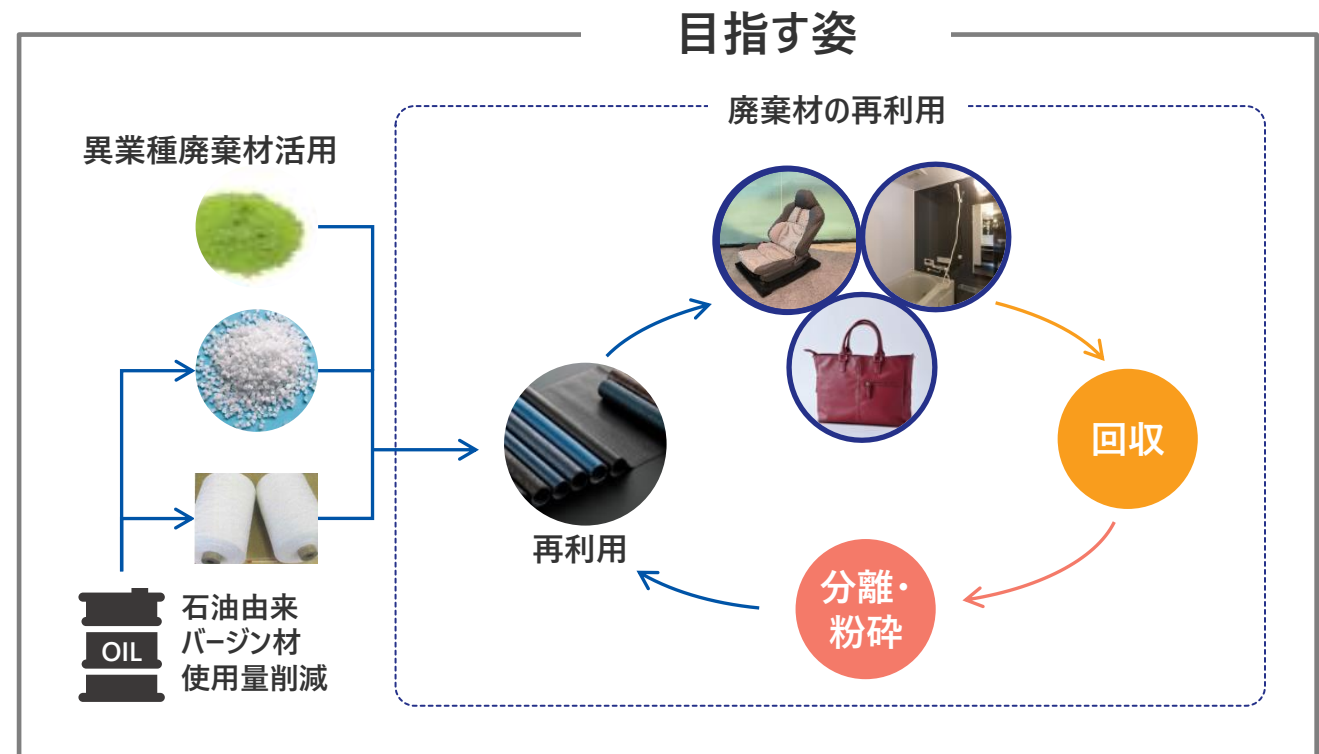 目指す姿
廃棄材の再利用
異業種廃棄材活用
回収
再利用
分離・
粉砕
OIL
石油由来
バージン材
使用量削減